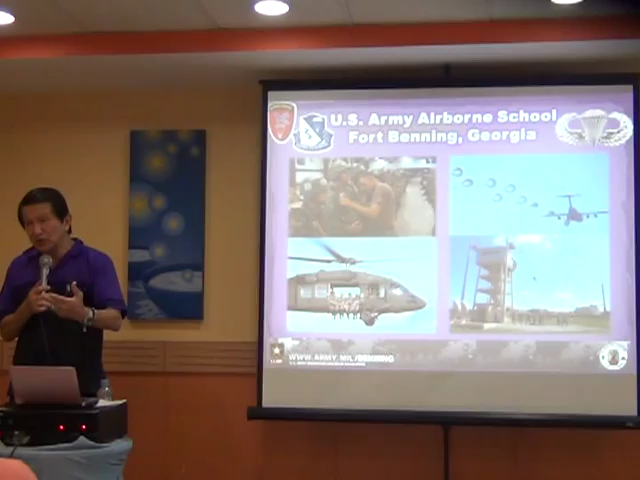 U.S. Army Airborne School
Fort Benning, Georgia
WWW.ARMY.MIL/BENNING